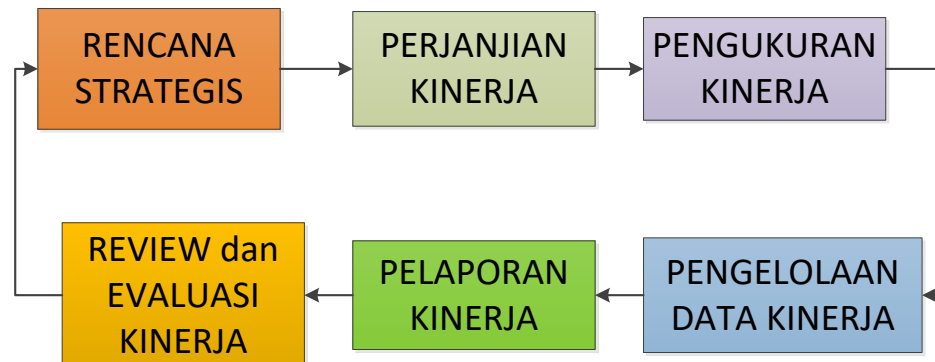 RENCANA
STRATEGIS
PERJANJIAN
KINERJA
PENGUKURAN
KINERJA
REVIEW dan
EVALUASI
KINERJA
PELAPORAN
KINERJA
PENGELOLAAN
DATA KINERJA